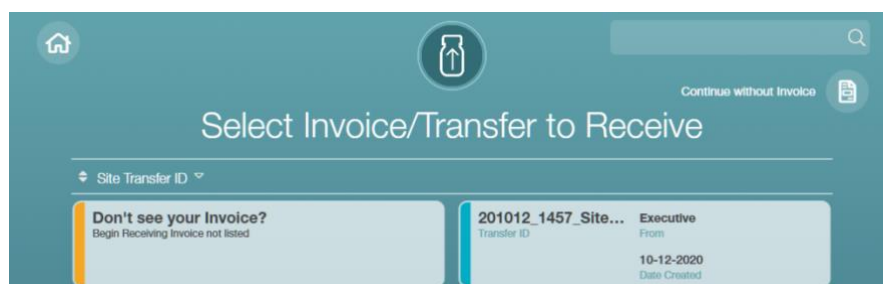 Continue without Invoice
Select Invoice/Transfer to Receive
Site Transfer ID
Don't see your Invoice?
Begin Receiving Invoice not listed
201012_1457_Site...
Transfer ID
Executive
From
10-12-2020
Date Created